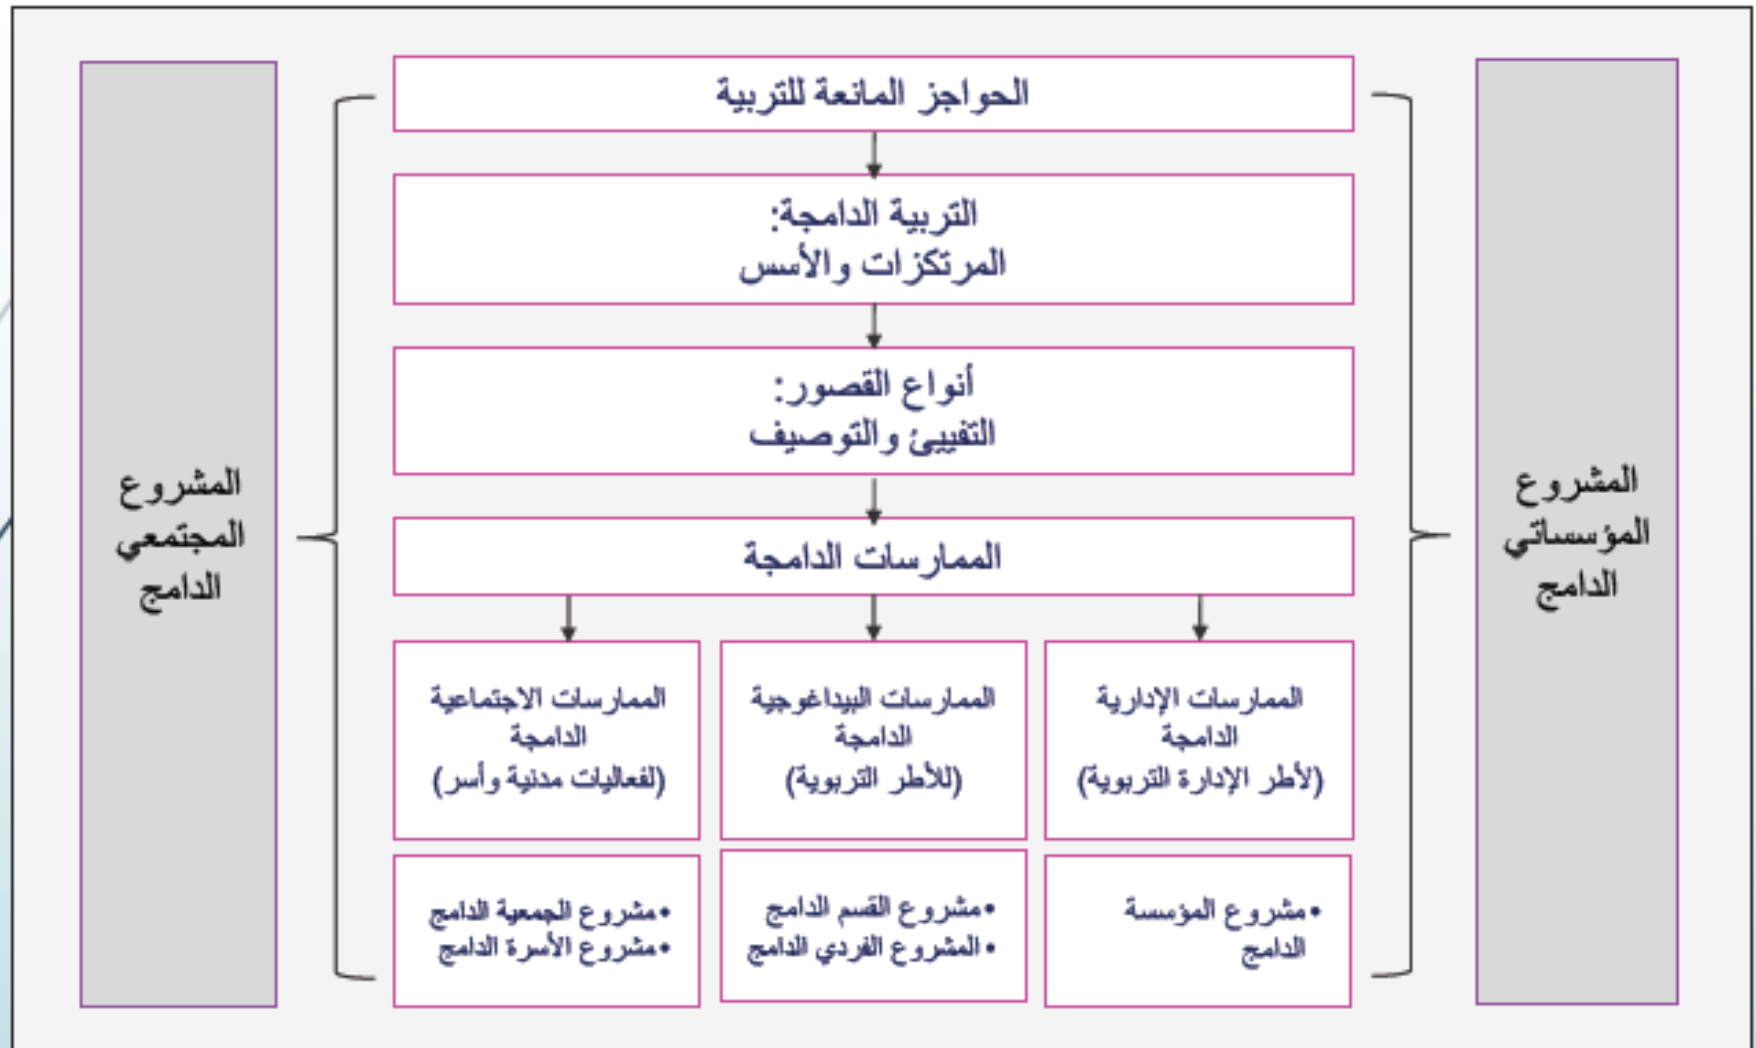 الحواجز المانعة للتربية
التربية الدامجة:
المرتكزات والأسس
أنواع القصور:
التفييئ والتوصيف
الممارسات الدامجة
الممارسات الإدارية
الدامجة
(لأطر الإدارة التربوية)
الممارسات البيداغوجية
الدامجة
(للأطر التربوية)
الممارسات الاجتماعية
الدامجة
(لفعاليات مدنية وأسر)
•مشروع المؤسسة
الدامج
•مشروع القسم الدامج
•المشروع الفردي الدامج
•مشروع الجمعية الدامج
•مشروع الأسرة الدامج
المشروع
المؤسساتي
الدامج
المشروع
المجتمعي
الدامج